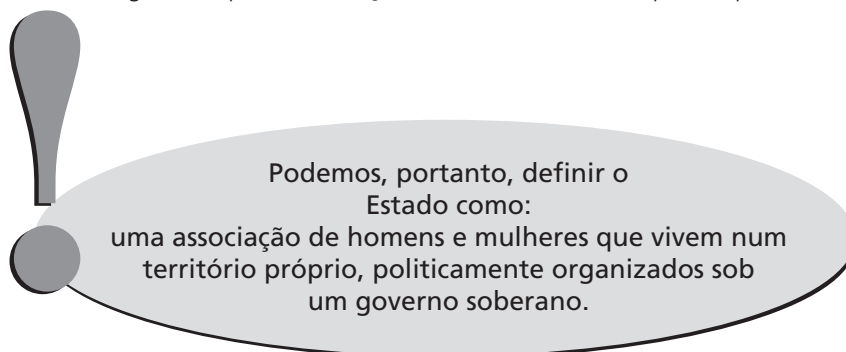 Podemos, portanto, definir o
Estado como:
uma associação de homens e mulheres que vivem num
território próprio, politicamente organizados sob
um governo soberano.